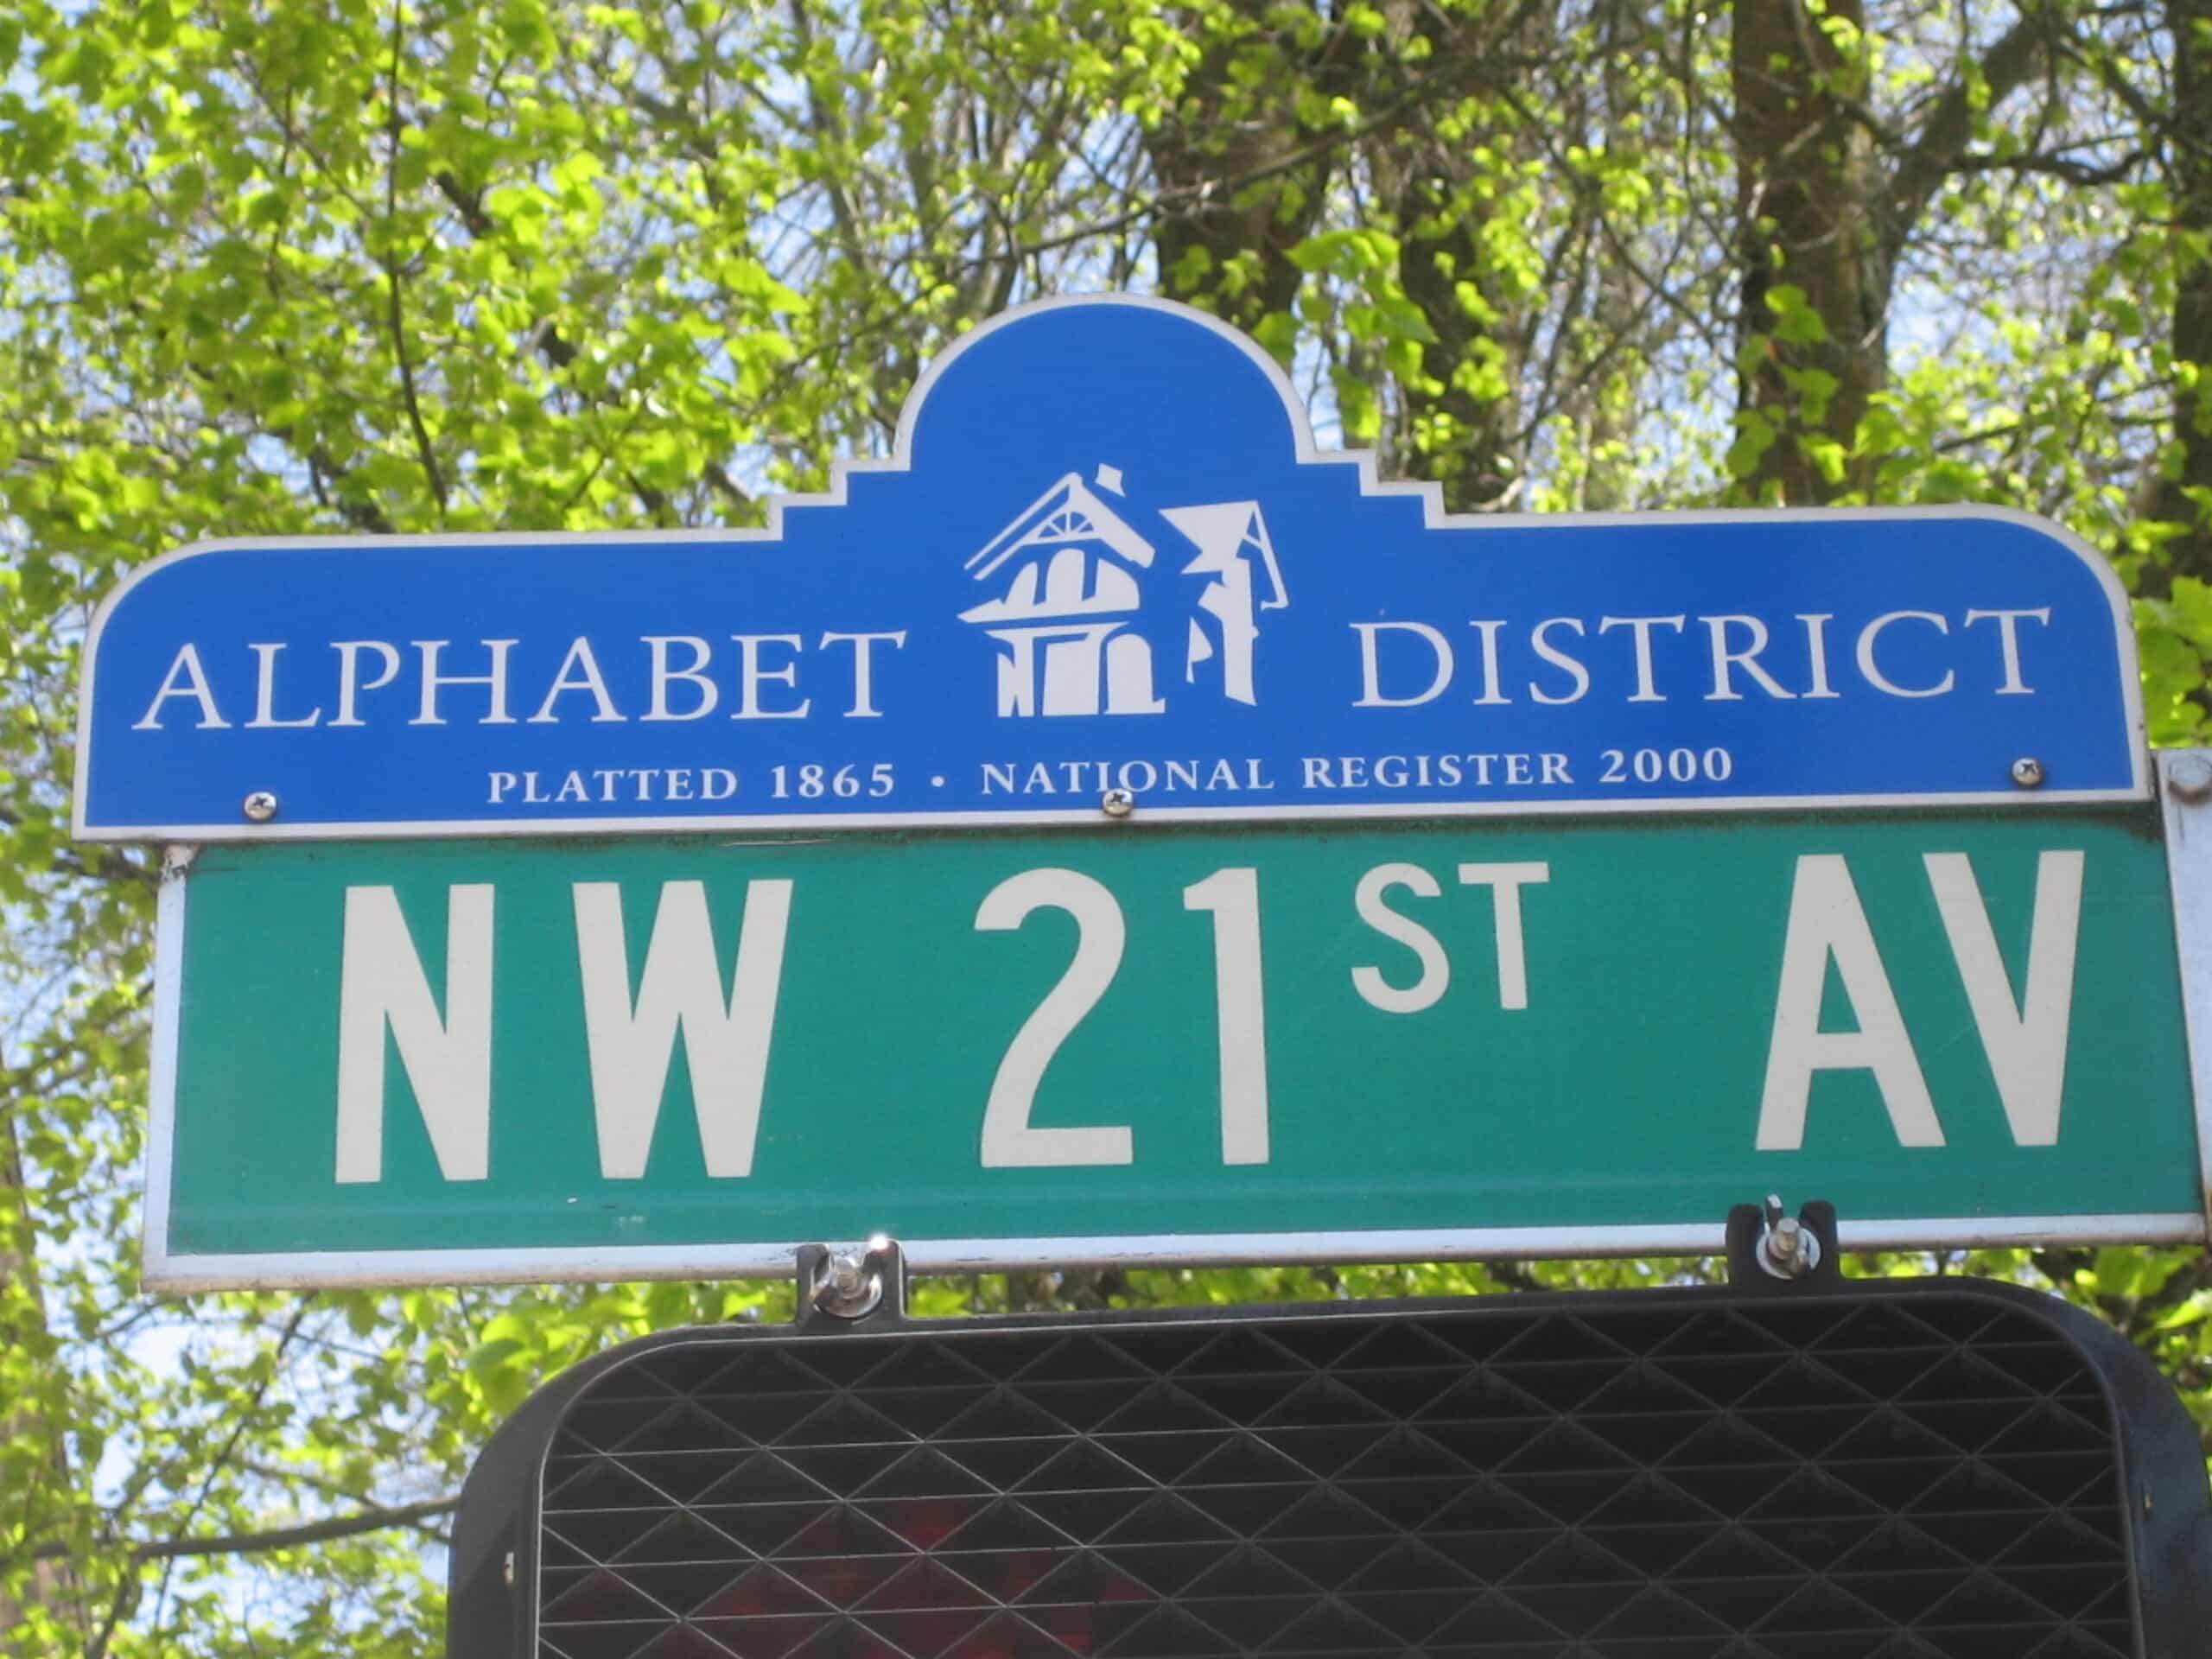 ALPHABET DISTRICT
PLATTED 1865 • NATIONAL REGISTER 2000
NW 21ST AV